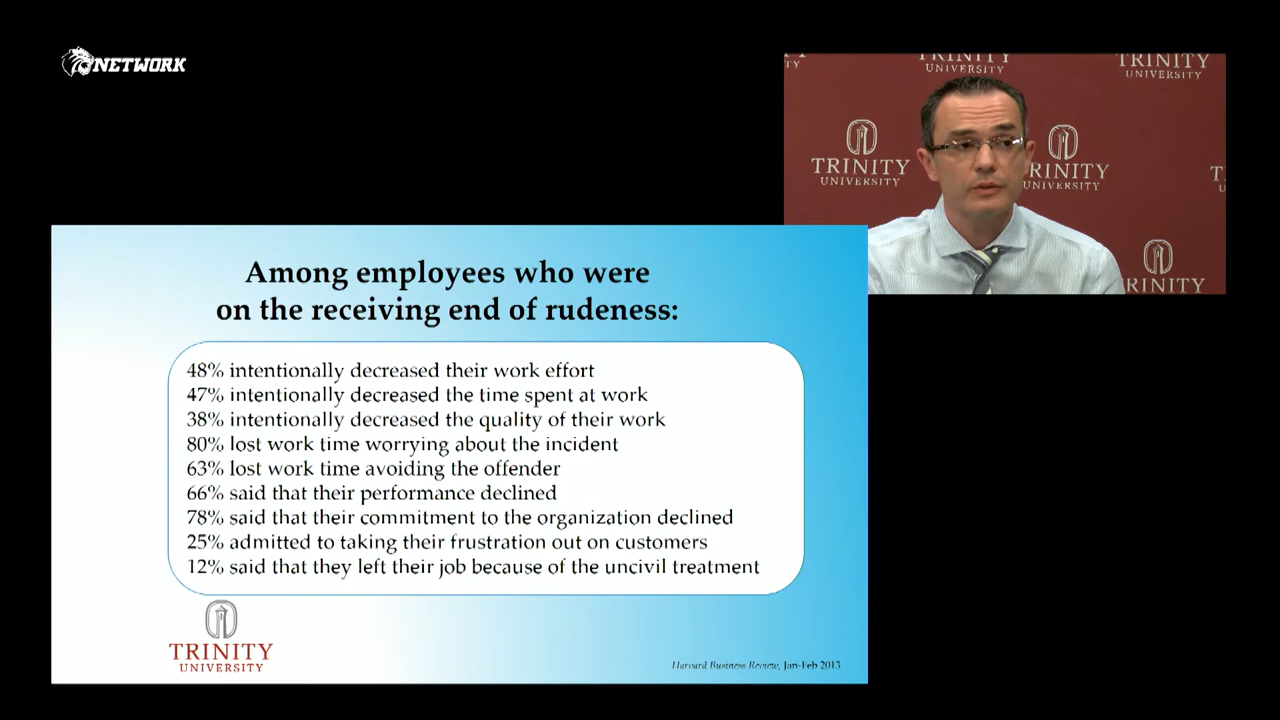 NETWORK
TY
TRINITY
UNIVERSITY
TRINITY
UNIVERSITY
TRINITY
UNIVERSITY
RINITY
UNIVERSITY
T
U
RINITY
Among employees who were
on the receiving end of rudeness:
48% intentionally decreased their work effort
47% intentionally decreased the time spent at work
38% intentionally decreased the quality of their work
80% lost work time worrying about the incident
63% lost work time avoiding the offender
66% said that their performance declined
78% said that their commitment to the organization declined
25% admitted to taking their frustration out on customers
12% said that they left their job because of the uncivil treatment
TRINITY
UNIVERSITY
Harvard Business Review, Jan-Feb 2013